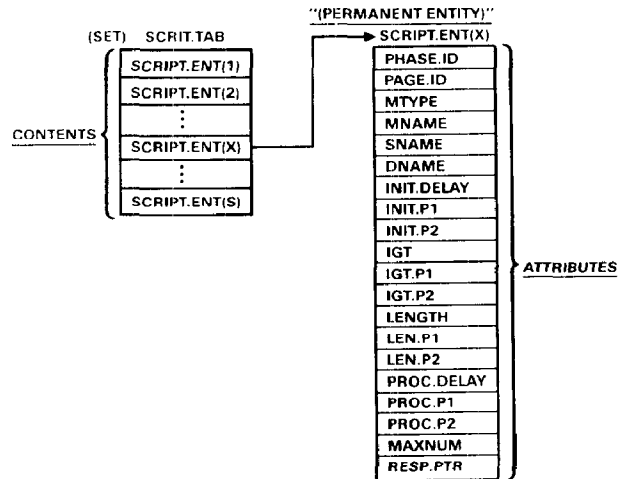 "(PERMANENT ENTITY)"
(SET) SCRIT.TAB
SCRIPT.ENT(X)
SCRIPT.ENT(1)
SCRIPT.ENT(2)
CONTENTS
SCRIPT.ENT(X)
SCRIPT.ENT(S)
PHASE.ID
PAGE.ID
MTYPE
MNAME
SNAME
DNAME
INIT.DELAY
INIT.P1
INIT.P2
IGT
IGT.P1
IGT.P2
LENGTH
LEN.P1
LEN.P2
PROC.DELAY
PROC.P1
PROC.P2
MAXNUM
RESP.PTR
ATTRIBUTES